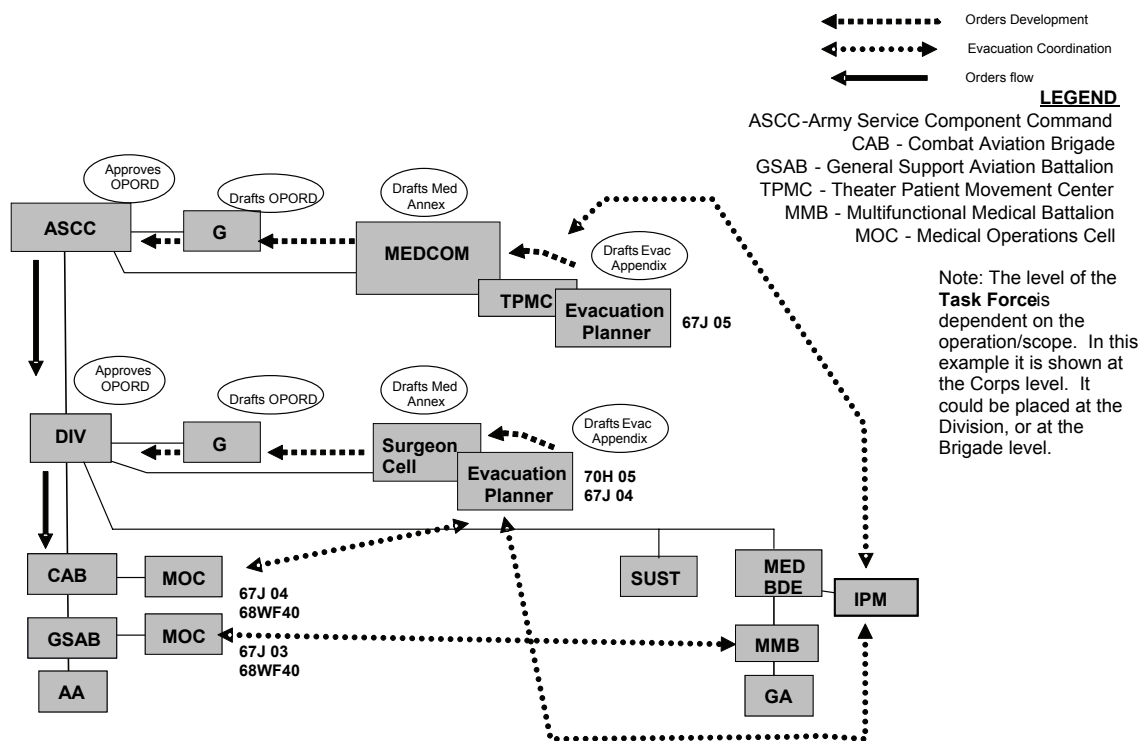 Orders Development
Evacuation Coordination
Orders flow
LEGEND
ASCC-Army Service Component Command
CAB - Combat Aviation Brigade
GSAB - General Support Aviation Battalion
TPMC - Theater Patient Movement Center
MMB - Multifunctional Medical Battalion
MOC - Medical Operations Cell
Note: The level of the
Task Forceis
dependent on the
operation/scope. In this
example it is shown at
the Corps level. It
could be placed at the
Division, or at the
Brigade level.
Approves
OPORD
Drafts OPORD
Drafts Med
Annex
Drafts Evac
Appendix
ASCC
G
MEDCOM
TPMC
Evacuation
Planner
67J 05
Approves
OPORD
Drafts OPORD
Drafts Med
Annex
Drafts Evac
Appendix
DIV
G
Surgeon
Cell
Evacuation
Planner
70H 05
67J 04
CAB
MOC
67J 04
68WF40
SUST
MED
BDE
IPM
GSAB
MOC
67J 03
68WF40
MMB
AA
GA